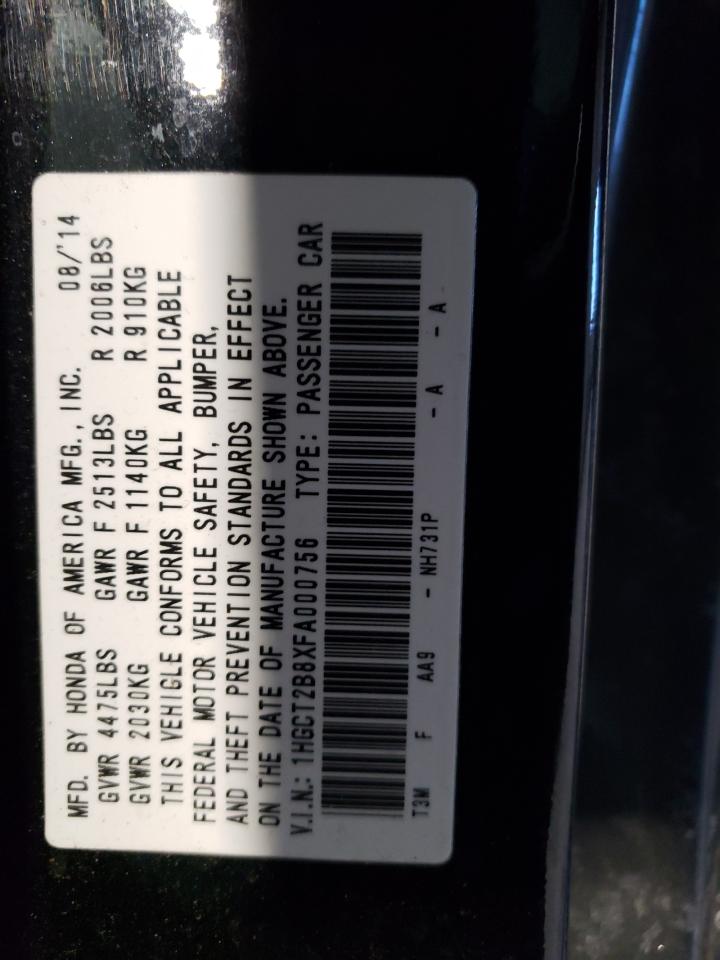 MFD. BY HONDA OF AMERICA MFG., INC. 08/'14
GVWR 4475LBS GAWR F 2513LBS R 2006LBS
GVWR 2030KG GAWR F 1140KG R 910KG
THIS VEHICLE CONFORMS TO ALL APPLICABLE
FEDERAL MOTOR VEHICLE SAFETY, BUMPER,
AND THEFT PREVENTION STANDARDS IN EFFECT
ON THE DATE OF MANUFACTURE SHOWN ABOVE.
V.I.N.: 1HGCT2B8XFA000756 TYPE: PASSENGER CAR
T3M F AA9 - NH731P - A - A